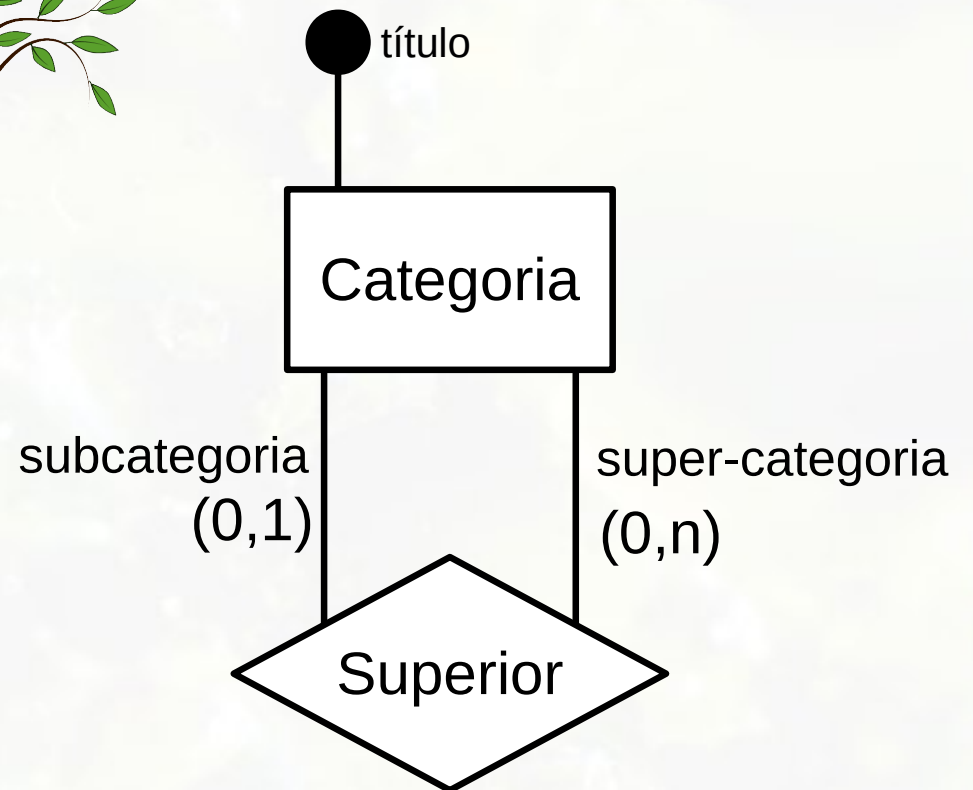 título
Categoria
subcategoria
(0,1)
super-categoria
(0,n)
Superior